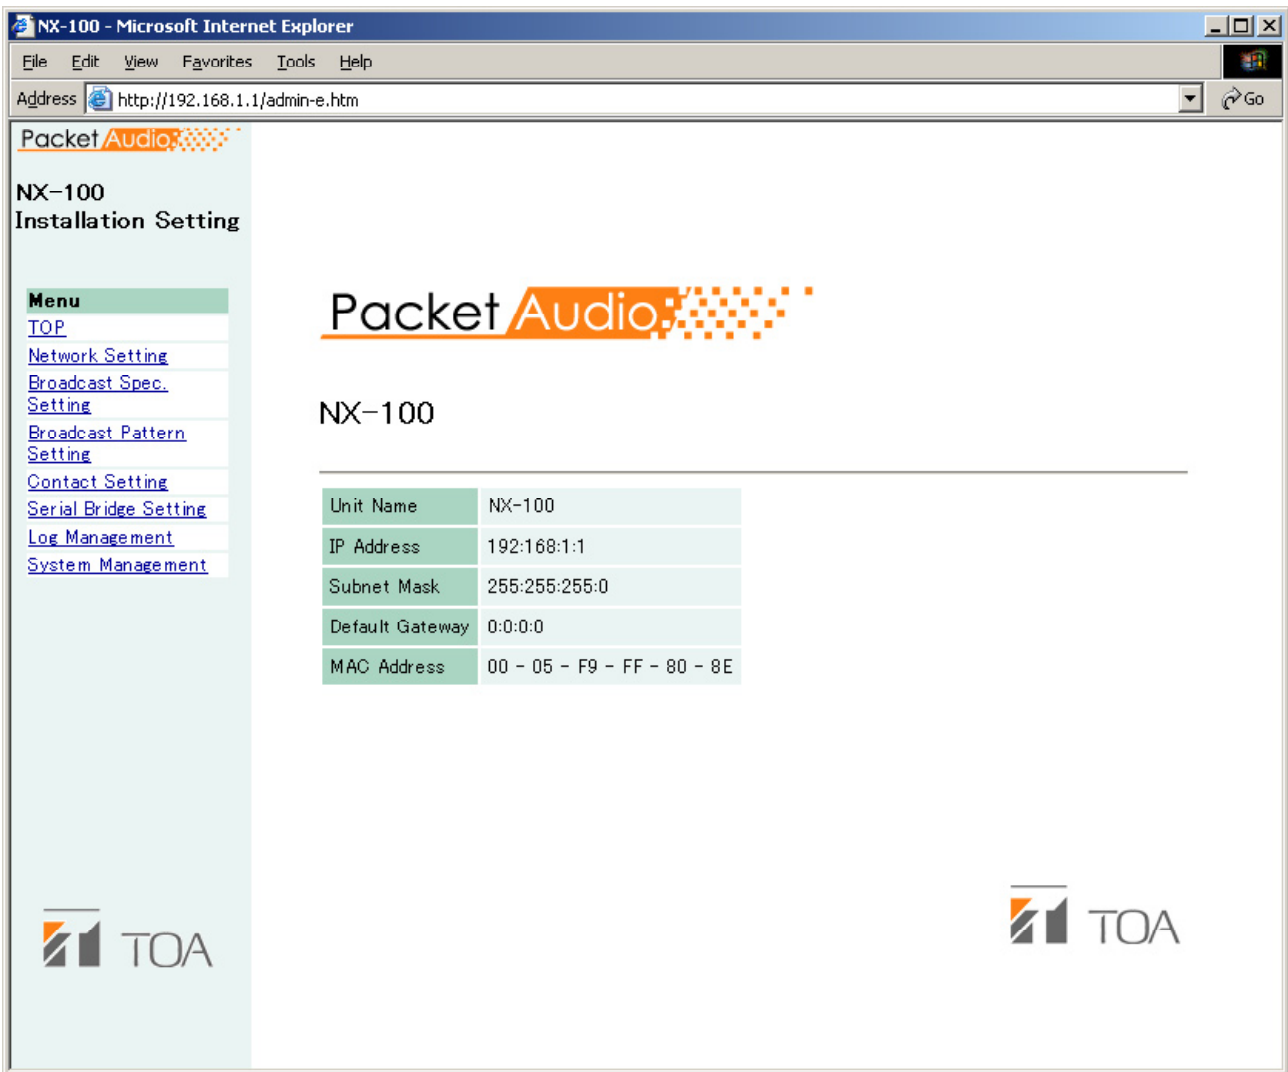 NX-100 - Microsoft Internet Explorer
File Edit View Favorites Tools Help
Address http://192.168.1.1/admin-e.htm Go
Packet Audio
NX-100
Installation Setting
Menu
TOP
Network Setting
Broadcast Spec.
Setting
Broadcast Pattern
Setting
Contact Setting
Serial Bridge Setting
Log Management
System Management
TOA
Packet Audio
NX-100
Unit Name NX-100
IP Address 192:168:1:1
Subnet Mask 255:255:255:0
Default Gateway 0:0:0:0
MAC Address 00 - 05 - F9 - FF - 80 - 8E
TOA